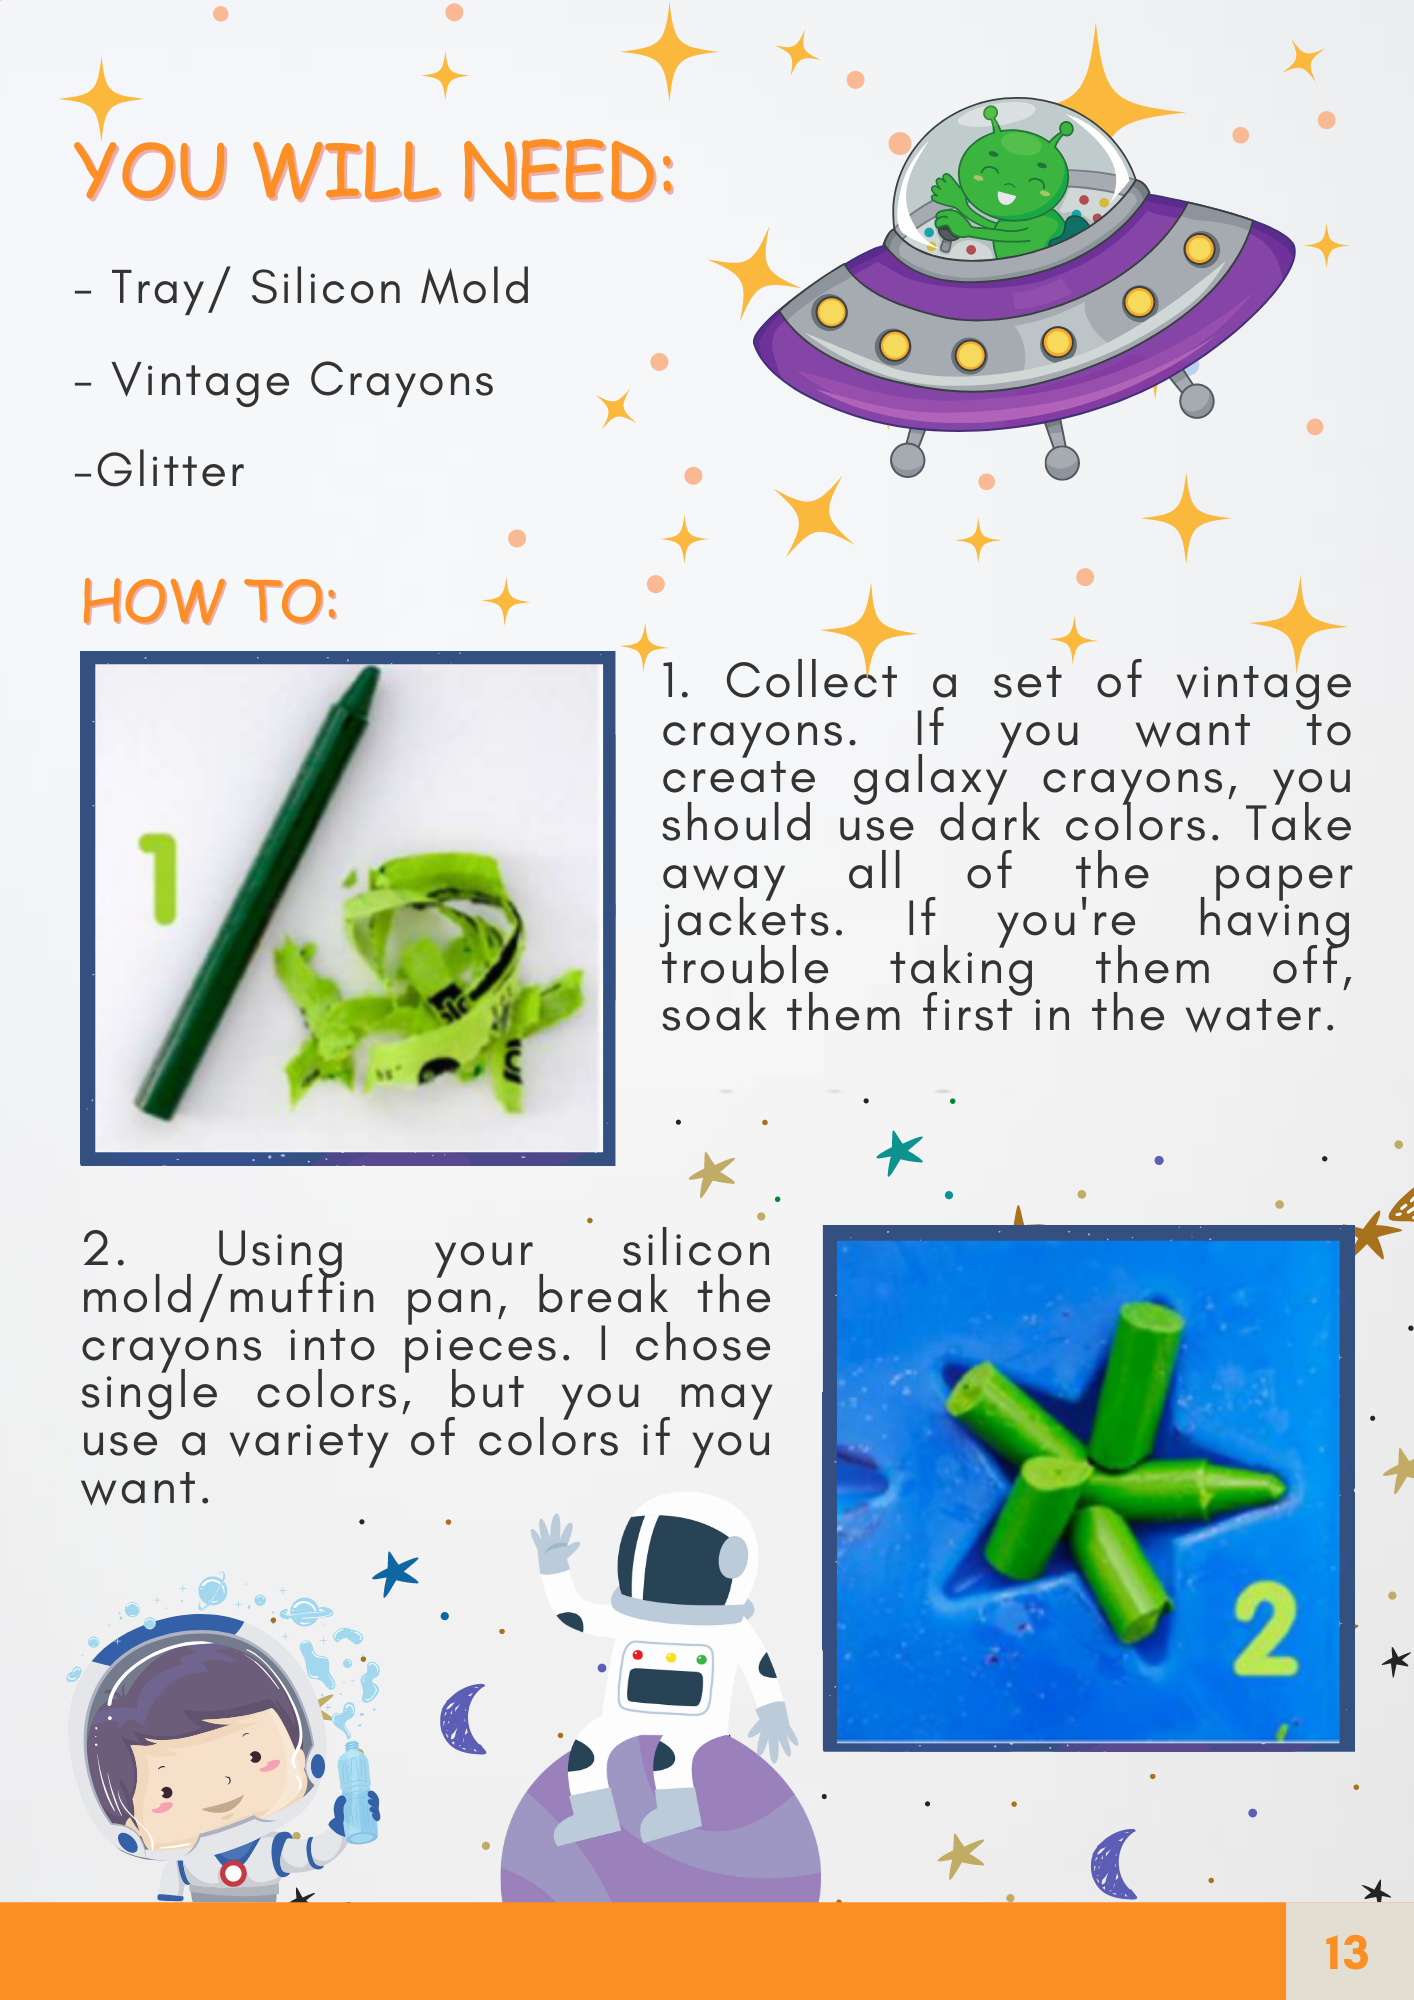 YOU WILL NEED:
- Tray/ Silicon Mold
- Vintage Crayons
-Glitter
HOW TO:
1
1. Collect a set of vintage
crayons. If you want to
create galaxy crayons, you
should use dark colors. Take
away all of the paper
jackets. If you're having
trouble taking them off,
soak them first in the water.
2. Using your silicon
mold/muffin pan, break the
crayons into pieces. I chose
single colors, but you may
use a variety of colors if you
want.
2
13